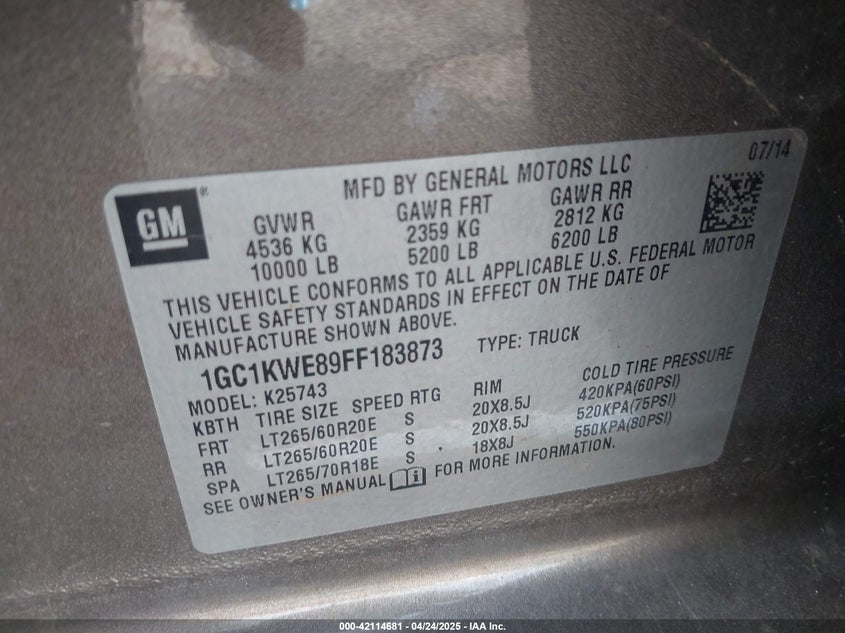 07/14
MFD BY GENERAL MOTORS LLC
GM®
GVWR GAWR FRT GAWR RR
4536 KG 2359 KG 2812 KG
10000 LB 5200 LB 6200 LB
THIS VEHICLE CONFORMS TO ALL APPLICABLE U.S. FEDERAL MOTOR
VEHICLE SAFETY STANDARDS IN EFFECT ON THE DATE OF
MANUFACTURE SHOWN ABOVE.
1GC1KWE89FF183873 TYPE: TRUCK
MODEL: K25743
KBTH TIRE SIZE SPEED RTG RIM COLD TIRE PRESSURE
FRT LT265/60R20E S 20X8.5J 420KPA(60PSI)
RR LT265/60R20E S 20X8.5J 520KPA(75PSI)
SPA LT265/70R18E S 18X8J 550KPA(80PSI)
SEE OWNER'S MANUAL i FOR MORE INFORMATION.
000-42114681 - 04/24/2025 - IAA Inc.